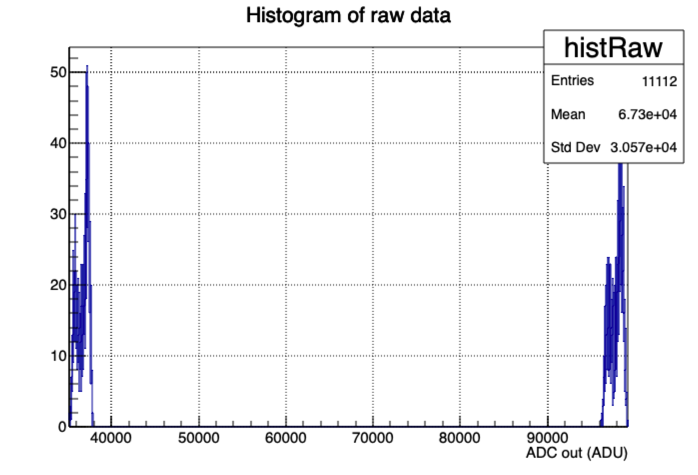 Histogram of raw data
histRaw
Entries 11112
Mean 6.73e+04
Std Dev 3.057e+04
50
40
30
20
10
0
40000 50000 60000 70000 80000 90000
ADC out (ADU)